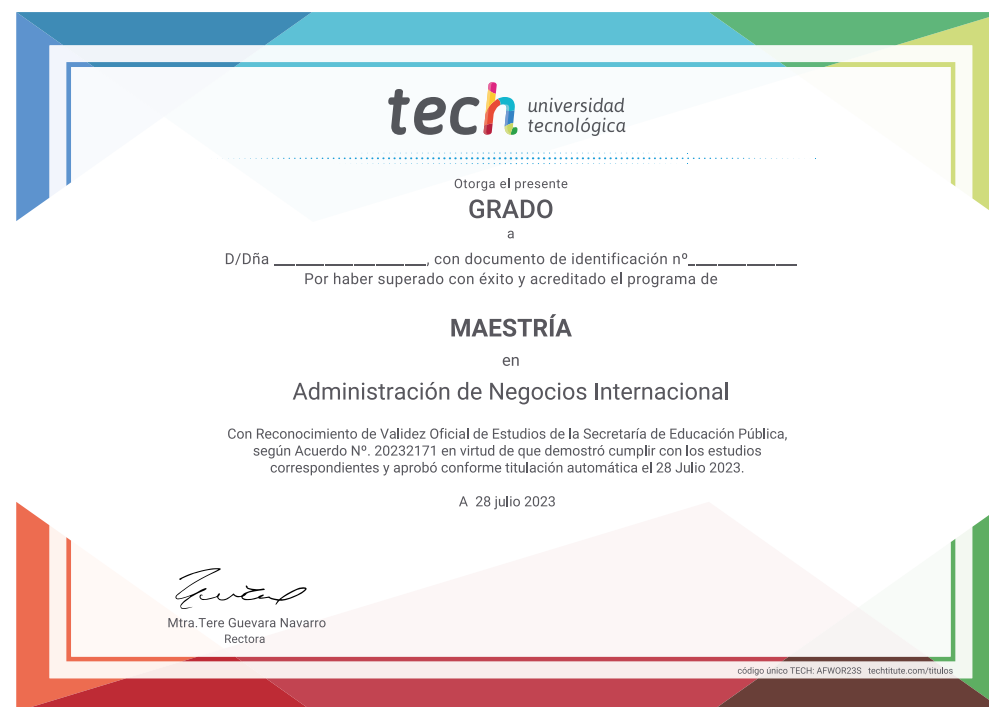 tech universidad
tecnológica
Otorga el presente
GRADO
a
D/Dña ________________, con documento de identificación nº___________
Por haber superado con éxito y acreditado el programa de
MAESTRÍA
en
Administración de Negocios Internacional
Con Reconocimiento de Validez Oficial de Estudios de la Secretaría de Educación Pública,
según Acuerdo Nº. 20232171 en virtud de que demostró cumplir con los estudios
correspondientes y aprobó conforme titulación automática el 28 Julio 2023.
A 28 julio 2023
Mtra.Tere Guevara Navarro
Rectora
código único TECH: AFWOR23S techtitute.com/titulos